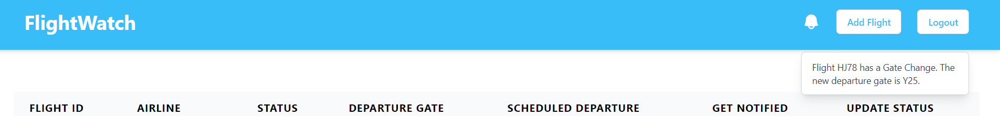 FlightWatch
Add Flight
Logout
Flight HJ78 has a Gate Change. The
new departure gate is Y25.
FLIGHT ID AIRLINE STATUS DEPARTURE GATE SCHEDULED DEPARTURE GET NOTIFIED UPDATE STATUS